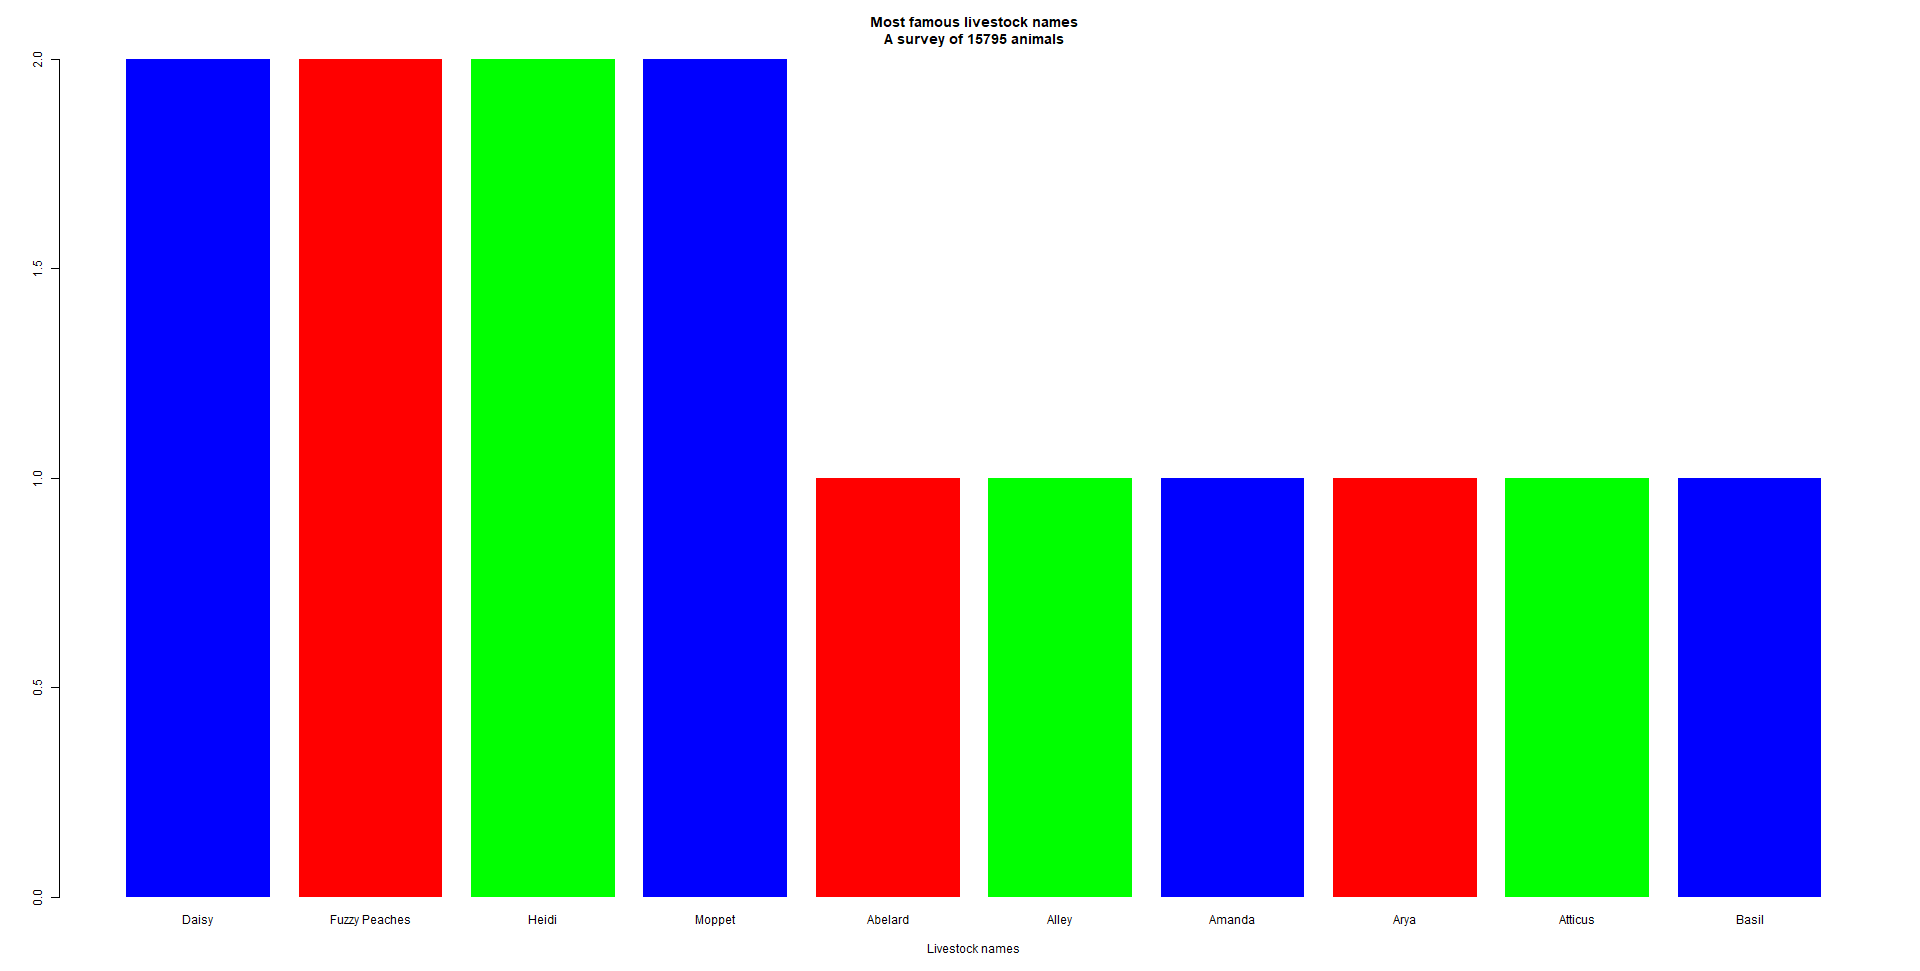 Most famous livestock names
A survey of 15795 animals
2.0
1.5
1.0
0.5
0.0
Daisy
Fuzzy Peaches
Heidi
Moppet
Abelard
Alley
Amanda
Arya
Atticus
Basil
Livestock names